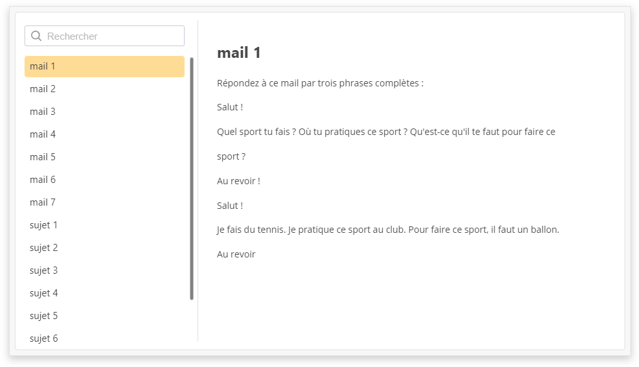 Rechercher
mail 1
mail 2
mail 3
mail 4
mail 5
mail 6
mail 7
sujet 1
sujet 2
sujet 3
sujet 4
sujet 5
sujet 6
mail 1
Répondez à ce mail par trois phrases complètes :
Salut !
Quel sport tu fais ? Où tu pratiques ce sport ? Qu'est-ce qu'il te faut pour faire ce
sport ?
Au revoir !
Salut !
Je fais du tennis. Je pratique ce sport au club. Pour faire ce sport, il faut un ballon.
Au revoir